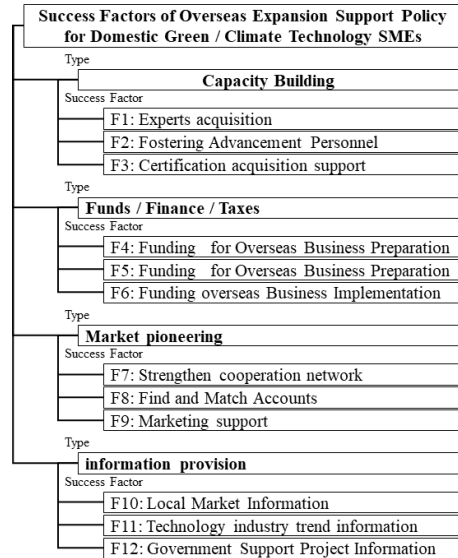 Success Factors of Overseas Expansion Support Policy
for Domestic Green / Climate Technology SMEs
Type
Capacity Building
Success Factor
F1: Experts acquisition
F2: Fostering Advancement Personnel
F3: Certification acquisition support
Type
Funds / Finance / Taxes
Success Factor
F4: Funding for Overseas Business Preparation
F5: Funding for Overseas Business Preparation
F6: Funding overseas Business Implementation
Type
Market pioneering
Success Factor
F7: Strengthen cooperation network
F8: Find and Match Accounts
F9: Marketing support
Type
information provision
Success Factor
F10: Local Market Information
F11: Technology industry trend information
F12: Government Support Project Information